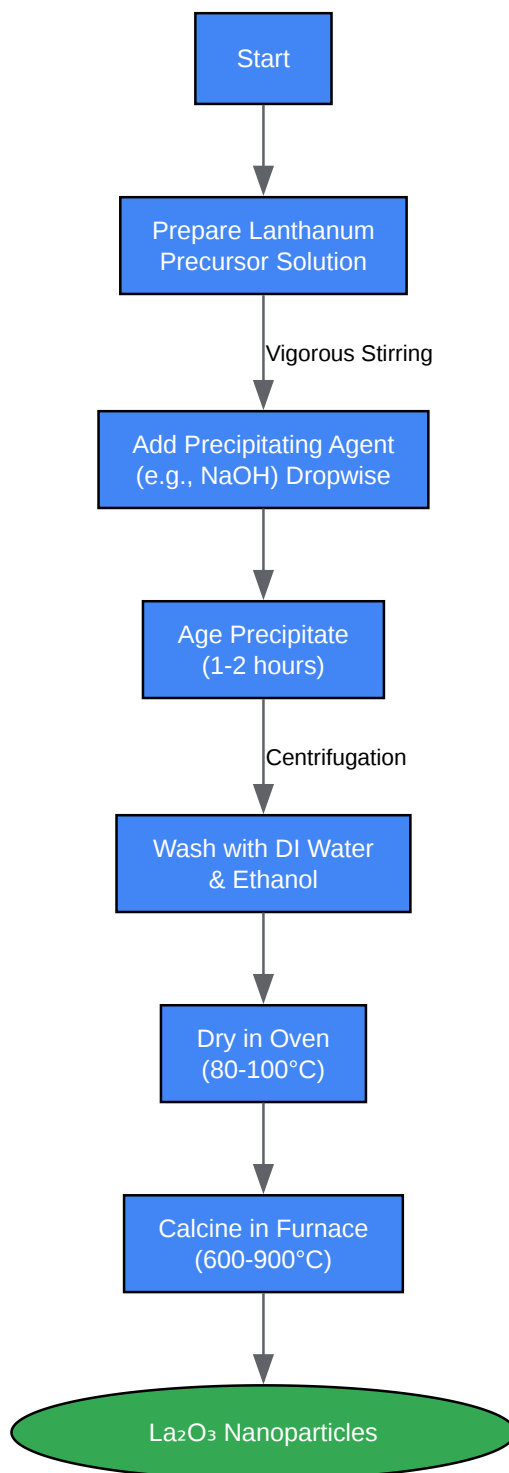 Start
Prepare Lanthanum
Precursor Solution
Vigorous Stirring
Add Precipitating Agent
(e.g., NaOH) Dropwise
Age Precipitate
(1-2 hours)
Centrifugation
Wash with DI Water
& Ethanol
Dry in Oven
(80-100°C)
Calcine in Furnace
(600-900°C)
La₂O₃ Nanoparticles